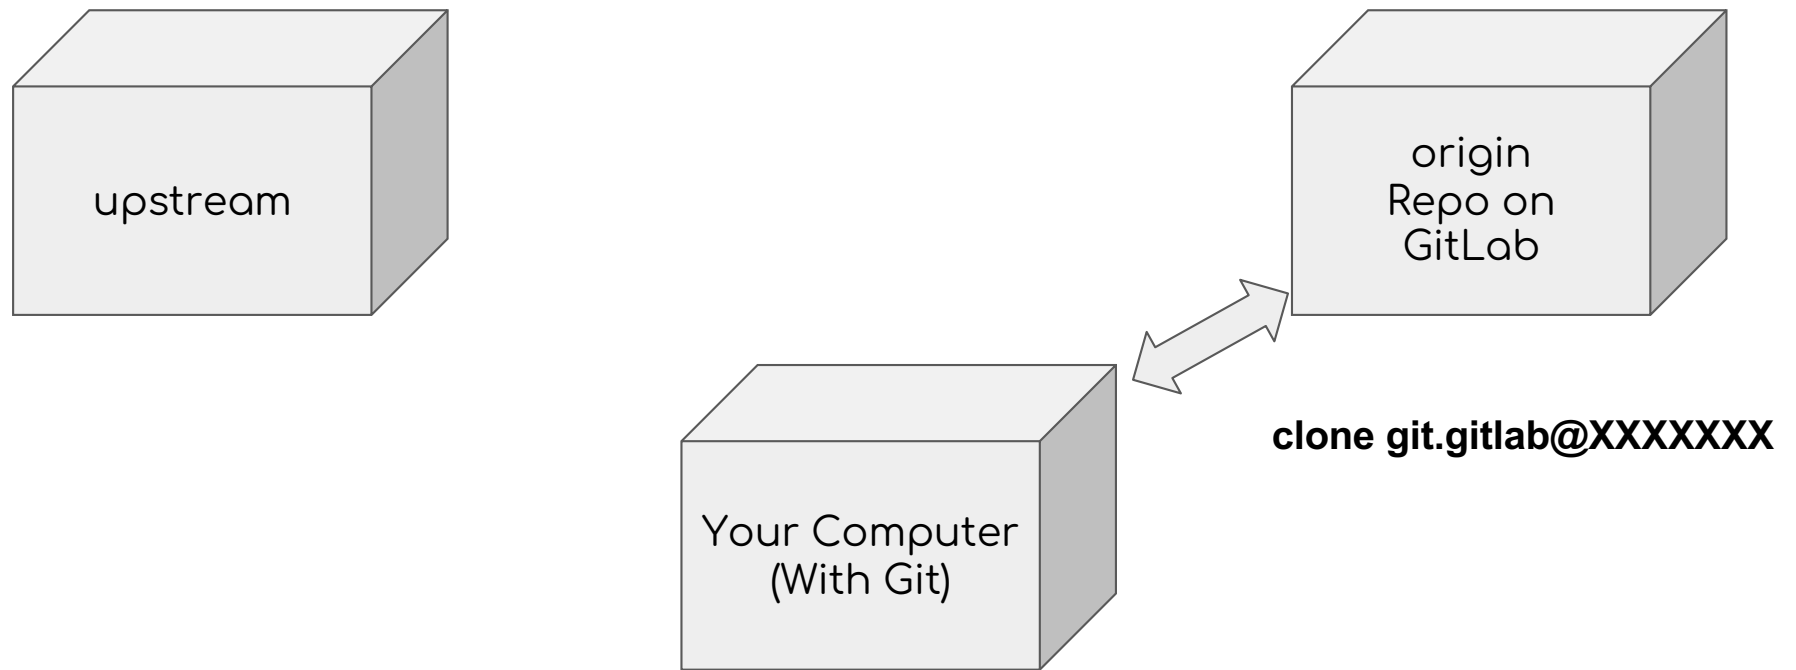 upstream
origin
Repo on
GitLab
clone git.gitlab@XXXXXXX
Your Computer
(With Git)